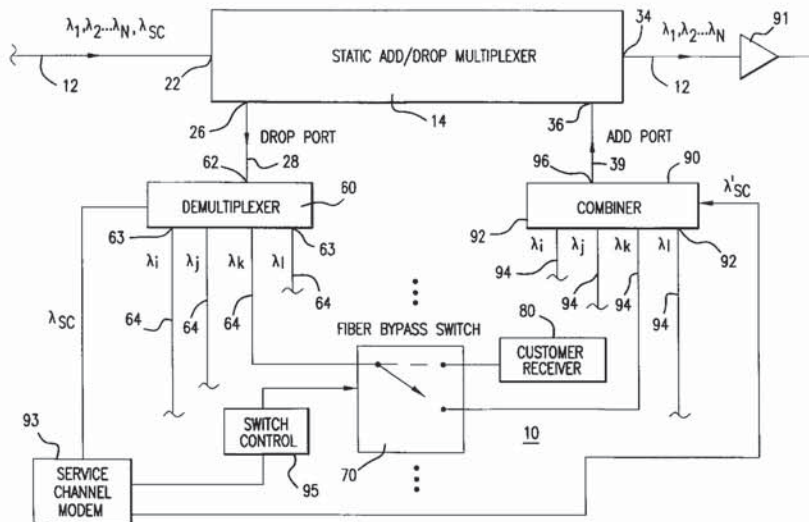 λ1,λ2...λN,λSC
12
22
STATIC ADD/DROP MULTIPLEXER
14
34
λ1,λ2...λN
12
91
26
DROP PORT
28
62
36
ADD PORT
39
96
90
DEMULTIPLEXER
60
COMBINER
λ'SC
63
63
92
92
λi
λj
λk
λl
λi
λj
λk
λl
94
94
94
94
64
64
64
64
λSC
FIBER BYPASS SWITCH
80
CUSTOMER
RECEIVER
70
10
SWITCH
CONTROL
95
93
SERVICE
CHANNEL
MODEM